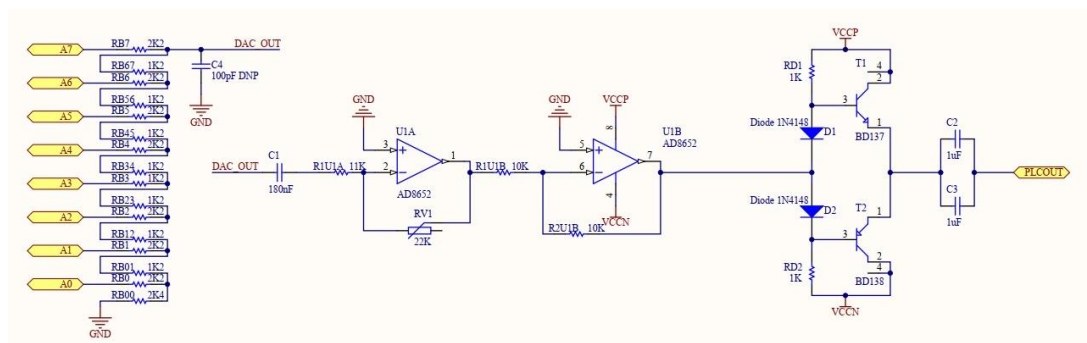 A7 RB7 2K2 DAC_OUT
RB67 1K2
A6 RB6 2K2
C4
100pF DNP
RB56 1K2
A5 RB5 2K2
GND
RB45 1K2
A4 RB4 2K2
RB34 1K2
A3 RB3 2K2
RB23 1K2
A2 RB2 2K2
RB12 1K2
A1 RB1 2K2
RB01 1K2
A0 RB0 2K2
RB00 2K4
GND
DAC_OUT
C1
180nF
R1U1A 11K
GND
U1A
3
2
1
AD8652
RV1
22K
R1U1B 10K
GND
VCCP
8
U1B
AD8652
5
6
7
4
VCCN
R2U1B 10K
VCCP
RD1
1K
T1
4
2
3
1
BD137
Diode 1N4148 D1
Diode 1N4148 D2
T2
1
3
2
4
BD138
RD2
1K
VCCN
C2
1uF
C3
1uF
PLCOUT